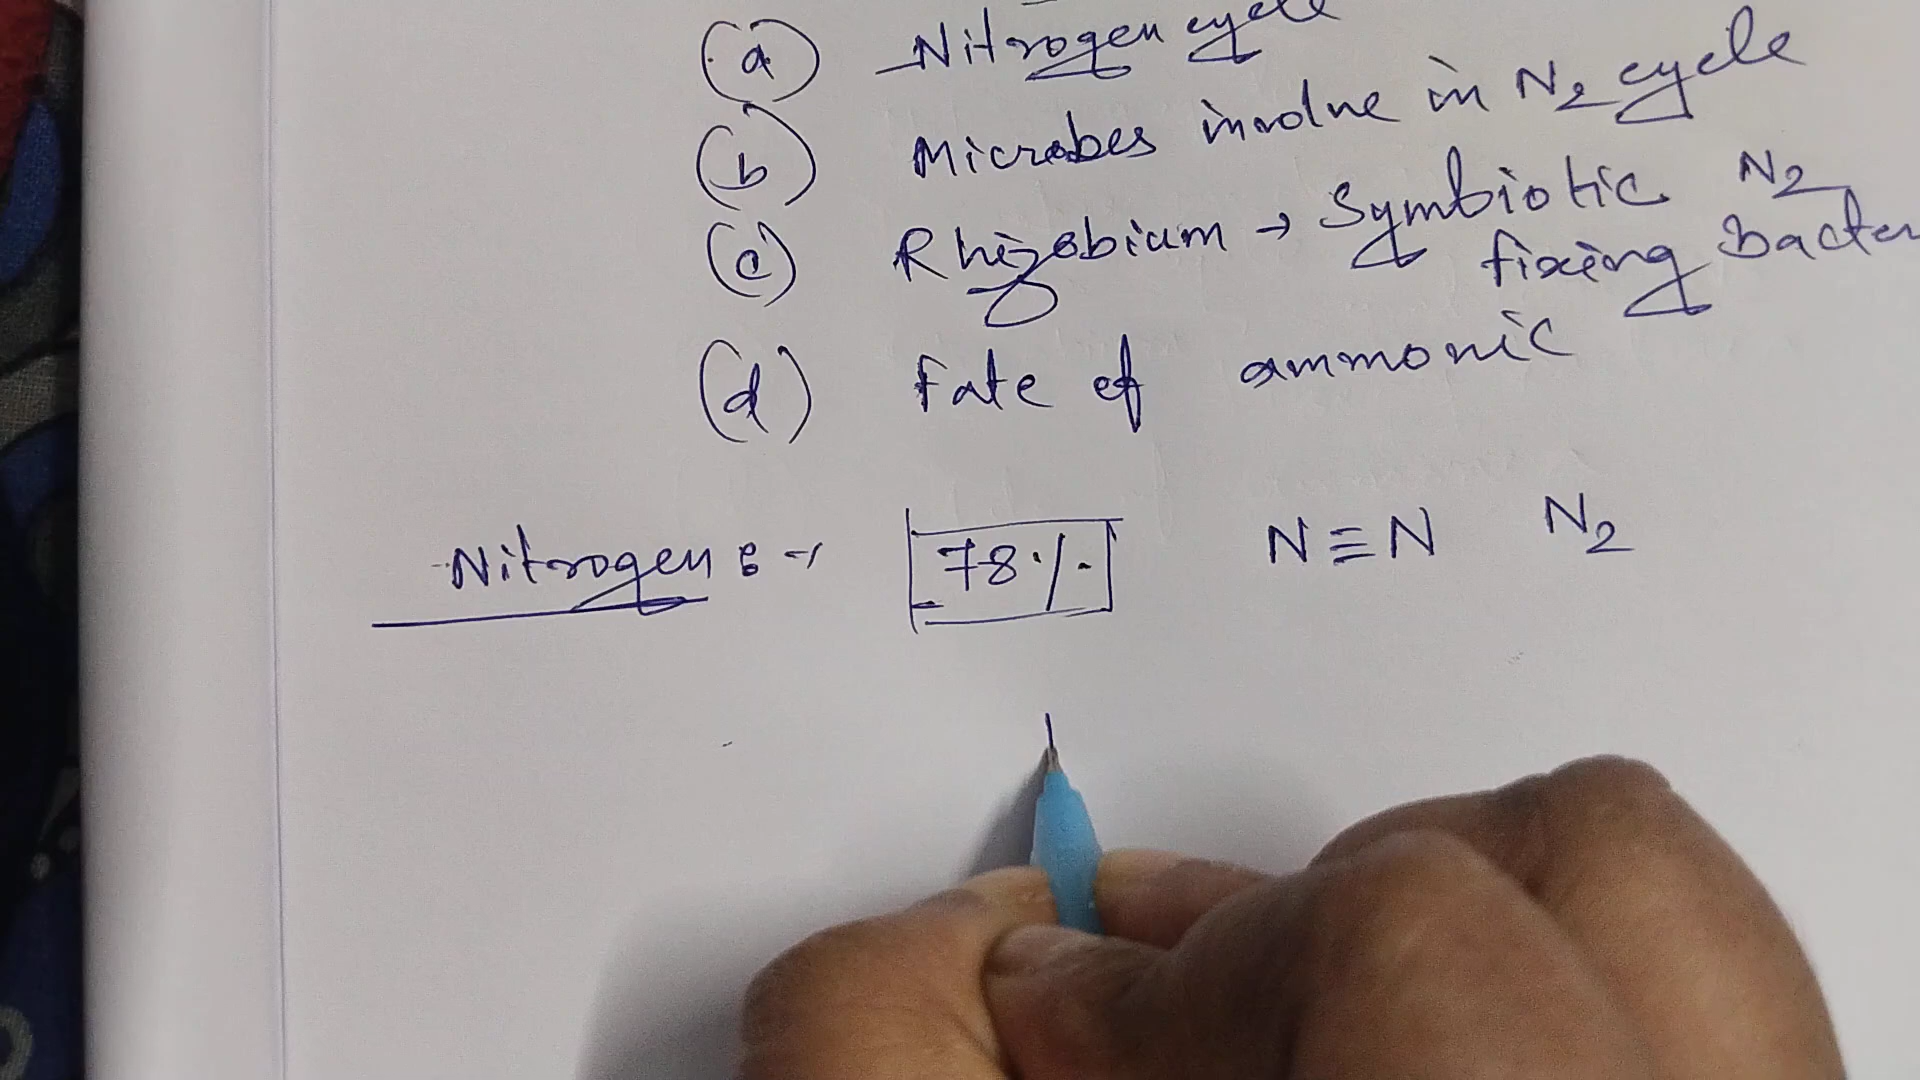 (a) Nitrogen cycle
(b) Microbes involve in N2 cycle
(c) Rhizobium → Symbiotic N2
fixing Bacter
(d) Fate of ammonic
Nitrogen :- 78% N≡N N2